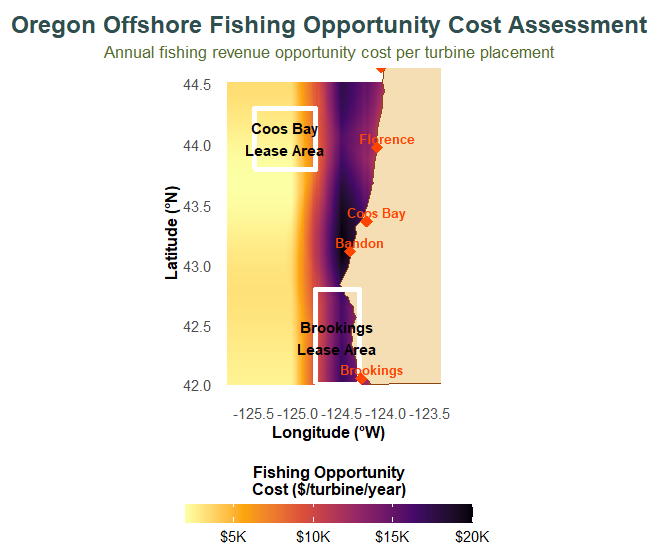 Oregon Offshore Fishing Opportunity Cost Assessment
Annual fishing revenue opportunity cost per turbine placement
44.5
44.0
43.5
43.0
42.5
42.0
Latitude (°N)
Coos Bay
Lease Area
Florence
Coos Bay
Bandon
Brookings
Lease Area
Brookings
-125.5 -125.0 -124.5 -124.0 -123.5
Longitude (°W)
Fishing Opportunity
Cost ($/turbine/year)
$5K $10K $15K $20K